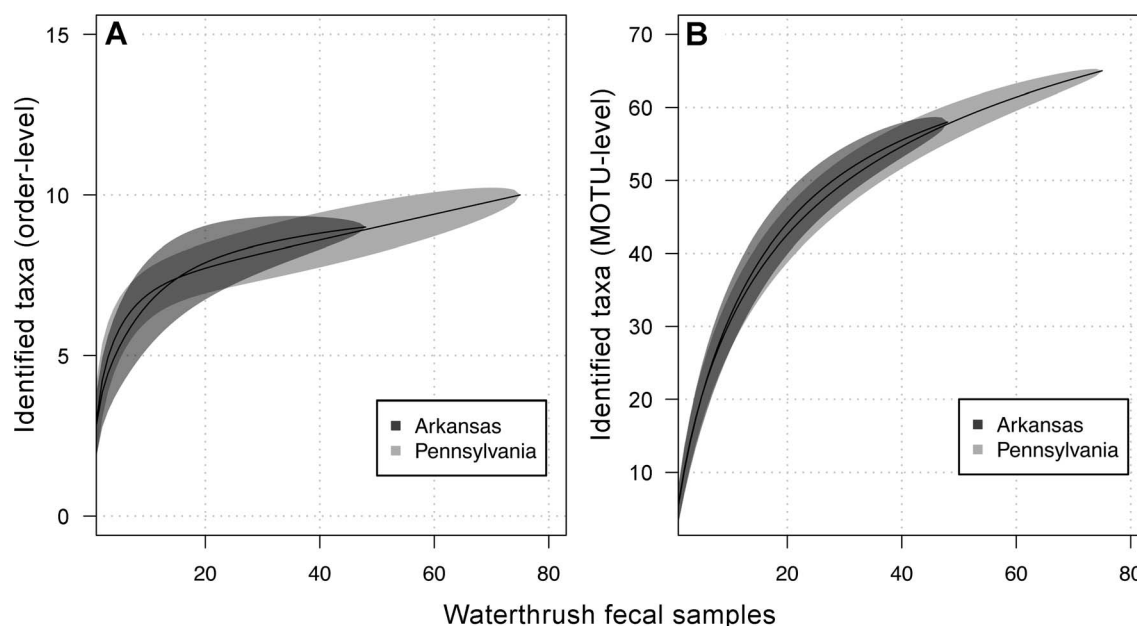 A
Identified taxa (order-level)
15
10
5
0
20
40
60
80
Arkansas
Pennsylvania
B
Identified taxa (MOTU-level)
70
60
50
40
30
20
10
20
40
60
80
Arkansas
Pennsylvania
Waterthrush fecal samples